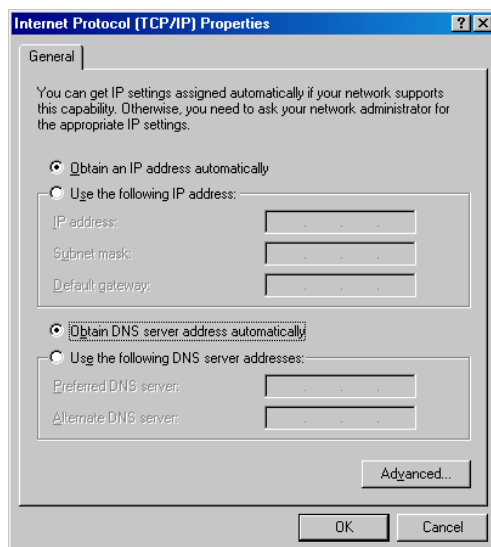 Internet Protocol (TCP/IP) Properties
General
You can get IP settings assigned automatically if your network supports
this capability. Otherwise, you need to ask your network administrator for
the appropriate IP settings.
Obtain an IP address automatically
Use the following IP address:
IP address:
Subnet mask:
Default gateway:
Obtain DNS server address automatically
Use the following DNS server addresses:
Preferred DNS server:
Alternate DNS server:
Advanced...
OK
Cancel